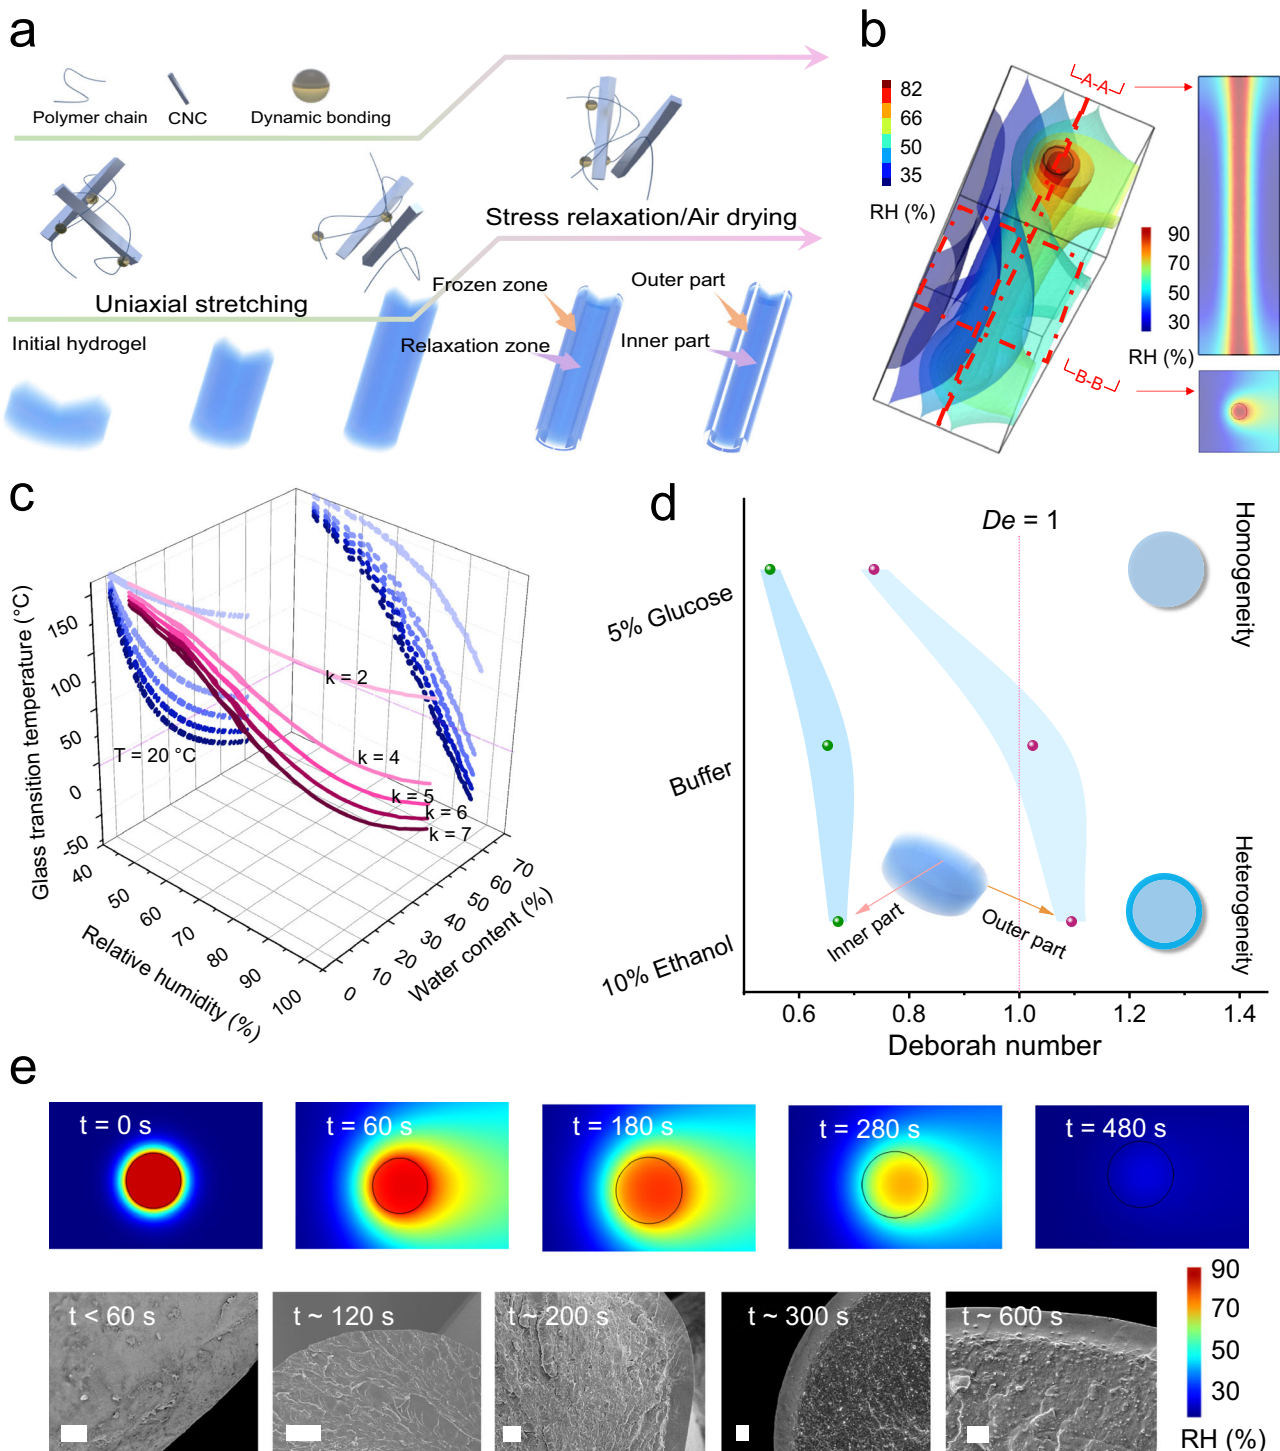 a
Polymer chain
CNC
Dynamic bonding
Uniaxial stretching
Stress relaxation/Air drying
Initial hydrogel
Frozen zone
Relaxation zone
Outer part
Inner part
b
82
66
50
35
RH (%)
A-A
B-B
90
70
50
30
RH (%)
c
Glass transition temperature (°C)
150
100
50
0
-50
T = 20 °C
k = 2
k = 4
k = 5
k = 6
k = 7
40
50
60
70
80
90
100
Relative humidity (%)
0
10
20
30
40
50
60
70
Water content (%)
d
De = 1
Homogeneity
Heterogeneity
5% Glucose
Buffer
10% Ethanol
Inner part
Outer part
0.6
0.8
1.0
1.2
1.4
Deborah number
e
t = 0 s
t = 60 s
t = 180 s
t = 280 s
t = 480 s
t < 60 s
t ~ 120 s
t ~ 200 s
t ~ 300 s
t ~ 600 s
90
70
50
30
RH (%)